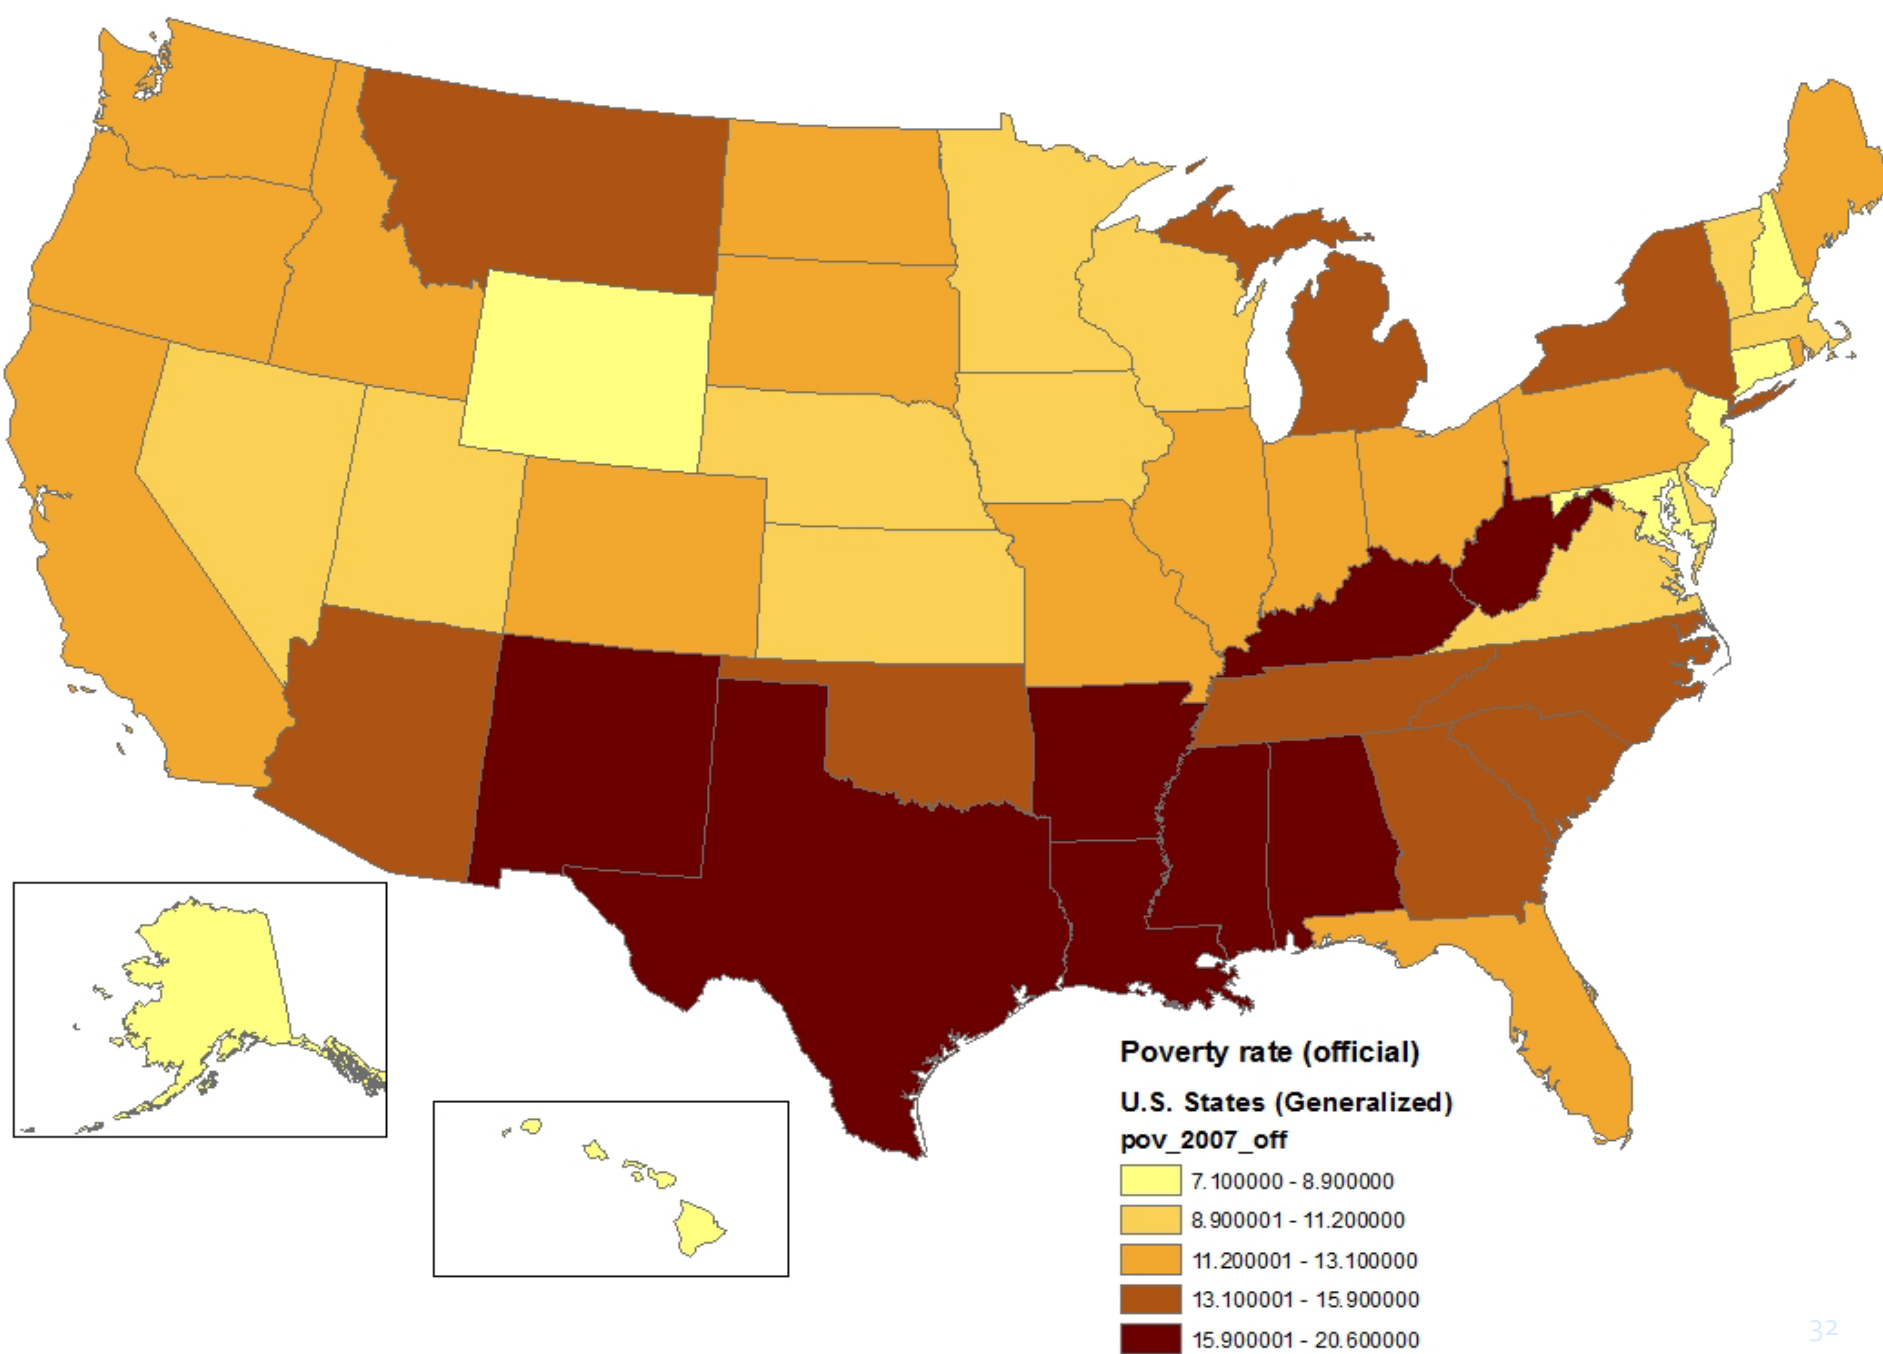 Poverty rate (official)
U.S. States (Generalized)
pov_2007_off
7.100000 - 8.900000
8.900001 - 11.200000
11.200001 - 13.100000
13.100001 - 15.900000
15.900001 - 20.600000
32